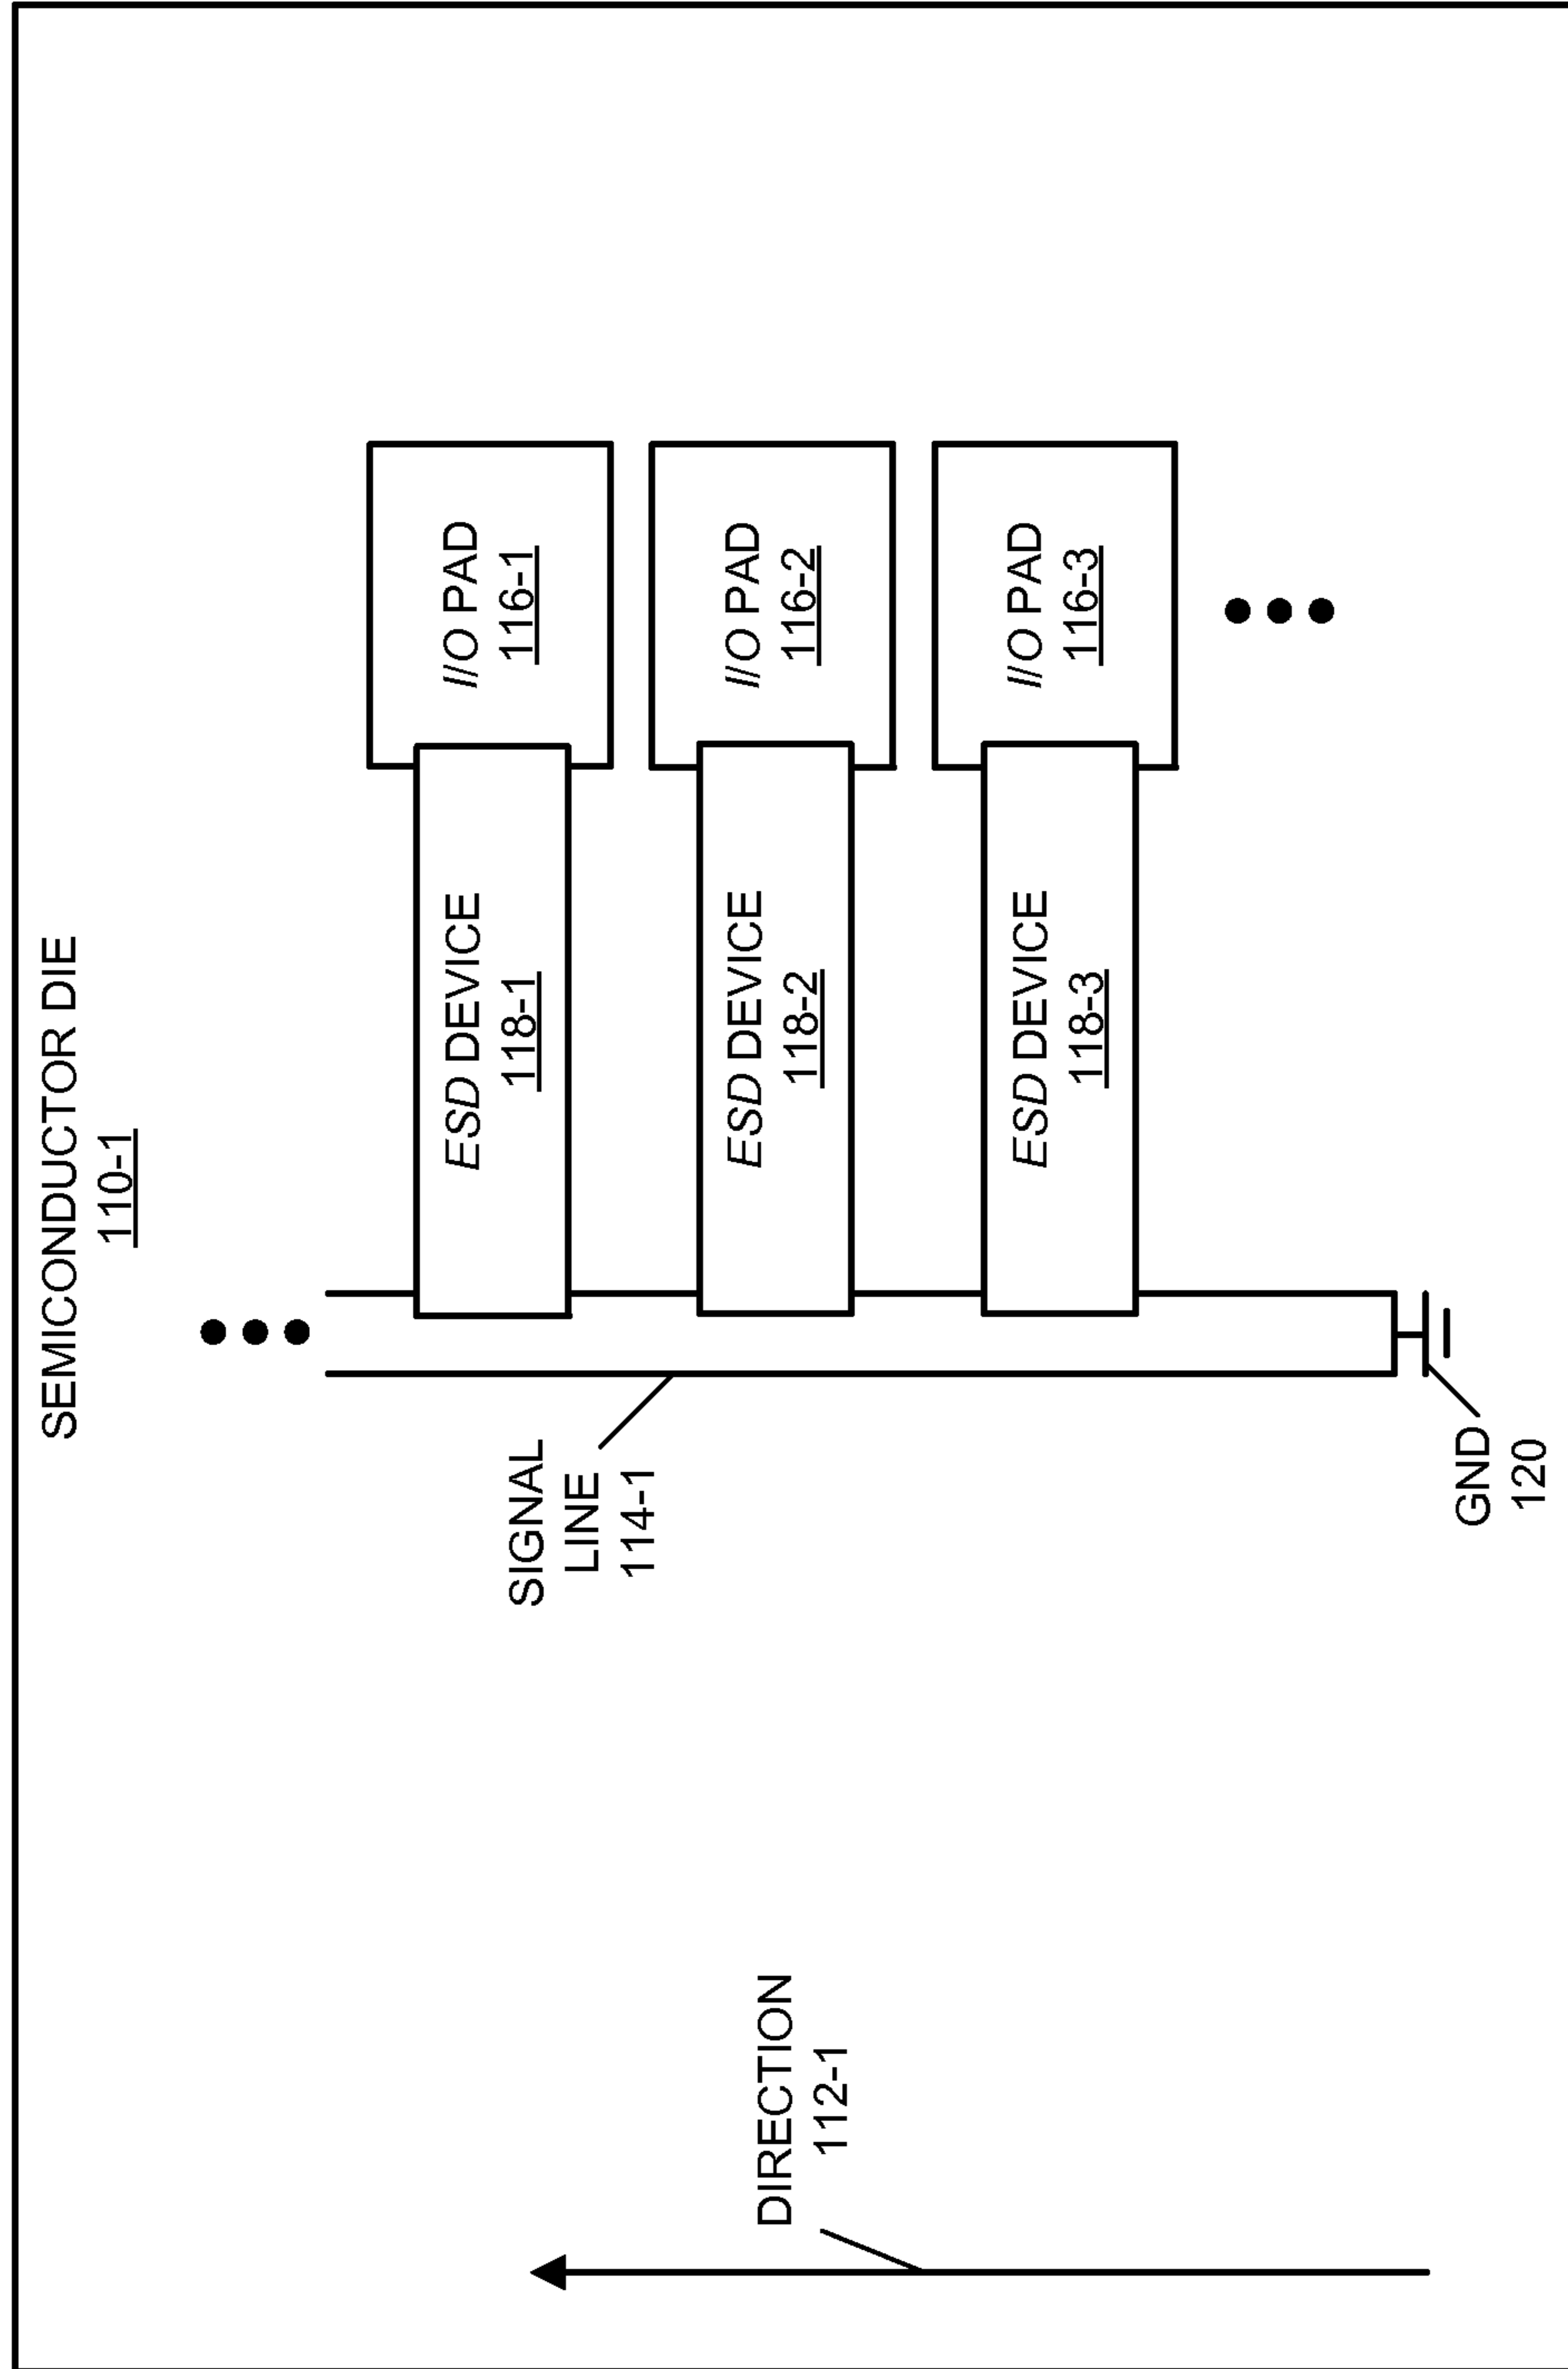 SEMICONDUCTOR DIE
110-1
I/O PAD
116-1
I/O PAD
116-2
I/O PAD
116-3
ESD DEVICE
118-1
ESD DEVICE
118-2
ESD DEVICE
118-3
SIGNAL
LINE
114-1
GND
120
DIRECTION
112-1